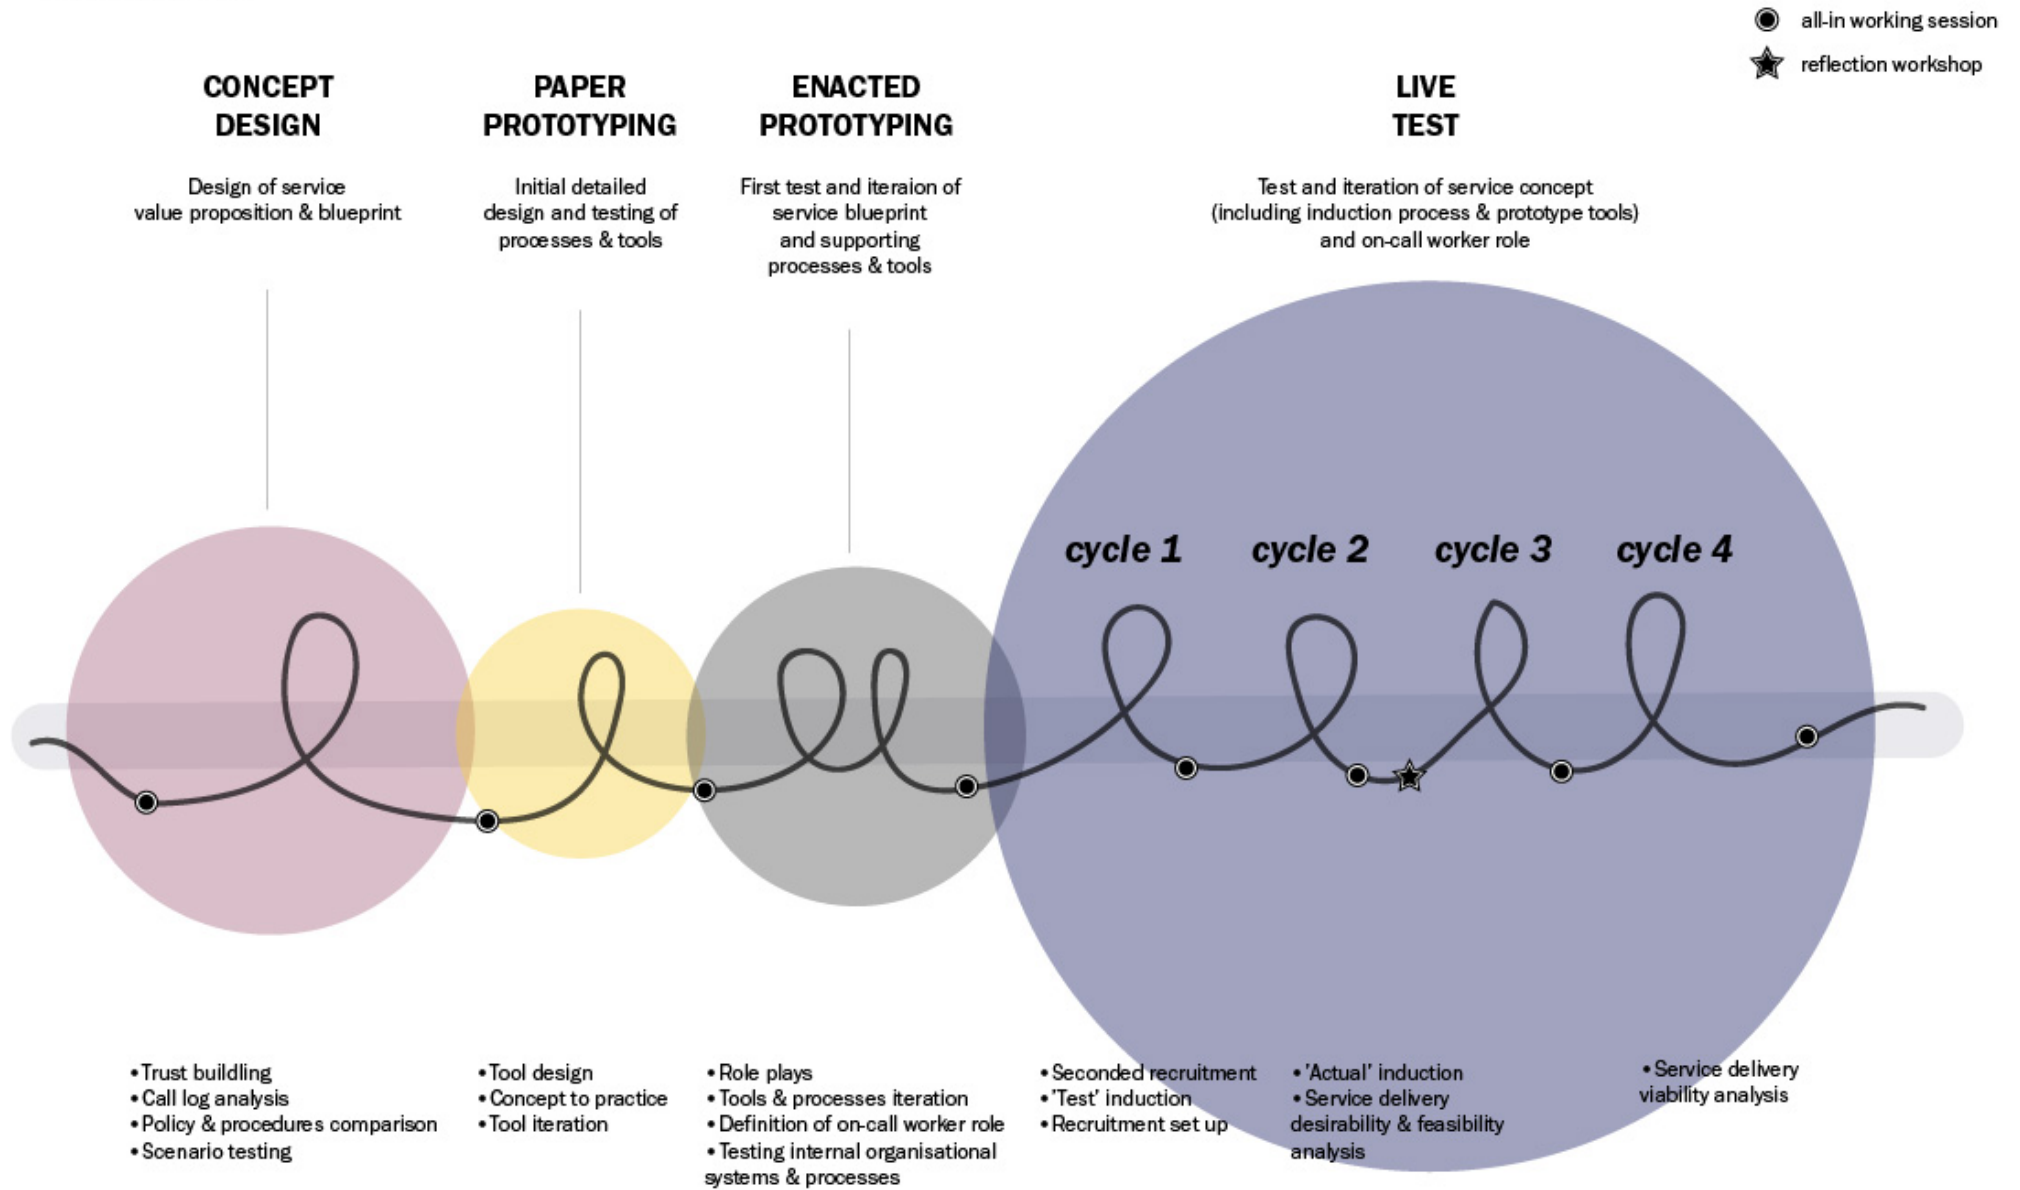 all-in working session
reflection workshop
CONCEPT
DESIGN
Design of service
value proposition & blueprint
PAPER
PROTOTYPING
Initial detailed
design and testing of
processes & tools
ENACTED
PROTOTYPING
First test and iteraion of
service blueprint
and supporting
processes & tools
LIVE
TEST
Test and iteration of service concept
(including induction process & prototype tools)
and on-call worker role
cycle 1
cycle 2
cycle 3
cycle 4
• Trust buildling
• Call log analysis
• Policy & procedures comparison
• Scenario testing
• Tool design
• Concept to practice
• Tool iteration
• Role plays
• Tools & processes iteration
• Definition of on-call worker role
• Testing internal organisational
systems & processes
• Seconded recruitment
• 'Test' induction
• Recruitment set up
• 'Actual' induction
• Service delivery
desirability & feasibility
analysis
• Service delivery
viability analysis